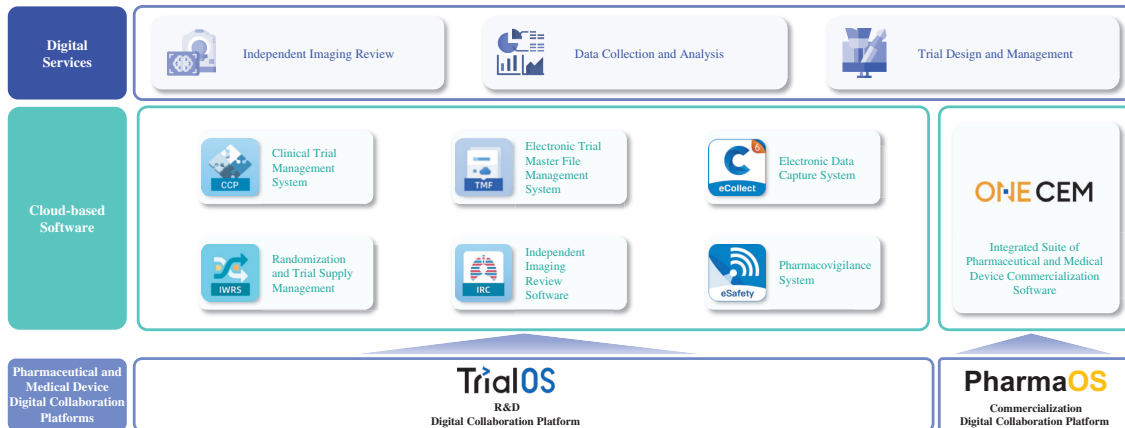 Digital
Services
Independent Imaging Review
Data Collection and Analysis
Trial Design and Management
Cloud-based
Software
CCP
Clinical Trial
Management
System
TMF
Electronic Trial
Master File
Management
System
6
eCollect
Electronic Data
Capture System
IWRS
Randomization
and Trial Supply
Management
IRC
Independent
Imaging
Review
Software
eSafety
Pharmacovigilance
System
ONE CEM
Integrated Suite of
Pharmaceutical and Medical
Device Commercialization
Software
Pharmaceutical and
Medical Device
Digital Collaboration
Platforms
TrialOS
R&D
Digital Collaboration Platform
PharmaOS
Commercialization
Digital Collaboration Platform